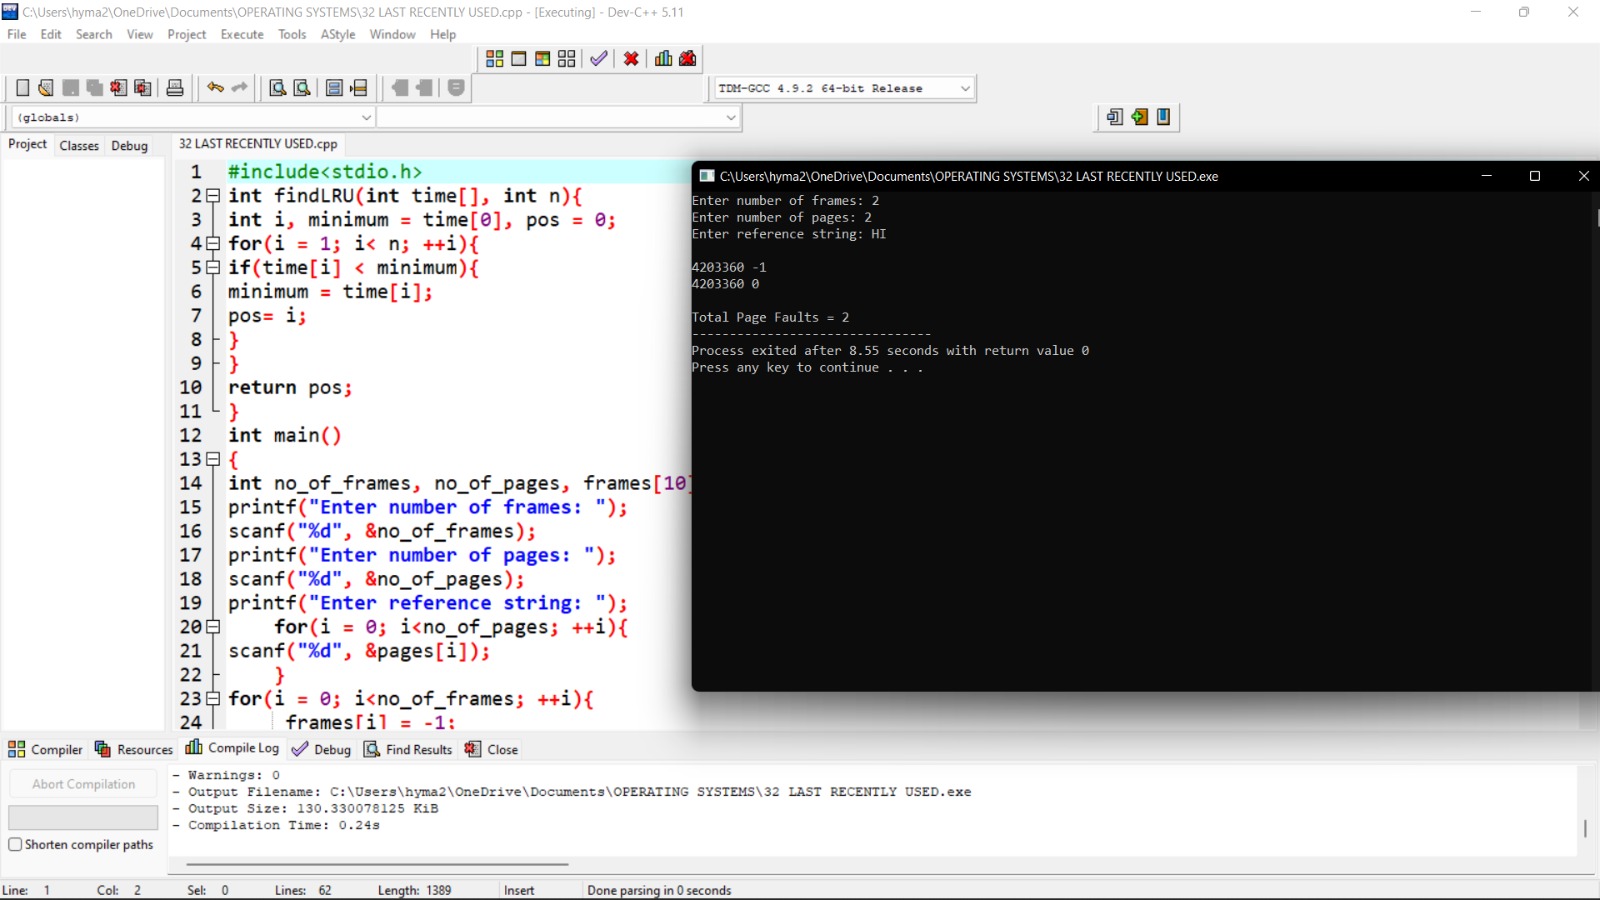 C:\Users\hyma2\OneDrive\Documents\OPERATING SYSTEMS\32 LAST RECENTLY USED.cpp - [Executing] - Dev-C++ 5.11
File Edit Search View Project Execute Tools AStyle Window Help
TDM-GCC 4.9.2 64-bit Release
(globals)
Project Classes Debug
32 LAST RECENTLY USED.cpp
1 #include<stdio.h>
2 int findLRU(int time[], int n){
3 int i, minimum = time[0], pos = 0;
4 for(i = 1; i< n; ++i){
5 if(time[i] < minimum){
6 minimum = time[i];
7 pos= i;
8 }
9 }
10 return pos;
11 }
12 int main()
13 {
14 int no_of_frames, no_of_pages, frames[10]
15 printf("Enter number of frames: ");
16 scanf("%d", &no_of_frames);
17 printf("Enter number of pages: ");
18 scanf("%d", &no_of_pages);
19 printf("Enter reference string: ");
20 for(i = 0; i<no_of_pages; ++i){
21 scanf("%d", &pages[i]);
22 }
23 for(i = 0; i<no_of_frames; ++i){
24 frames[i] = -1;
C:\Users\hyma2\OneDrive\Documents\OPERATING SYSTEMS\32 LAST RECENTLY USED.exe
Enter number of frames: 2
Enter number of pages: 2
Enter reference string: HI
4203360 -1
4203360 0
Total Page Faults = 2
--------------------------------
Process exited after 8.55 seconds with return value 0
Press any key to continue . . .
Compiler Resources Compile Log Debug Find Results Close
Abort Compilation
Shorten compiler paths
- Warnings: 0
- Output Filename: C:\Users\hyma2\OneDrive\Documents\OPERATING SYSTEMS\32 LAST RECENTLY USED.exe
- Output Size: 130.330078125 KiB
- Compilation Time: 0.24s
Line: 1 Col: 2 Sel: 0 Lines: 62 Length: 1389 Insert Done parsing in 0 seconds